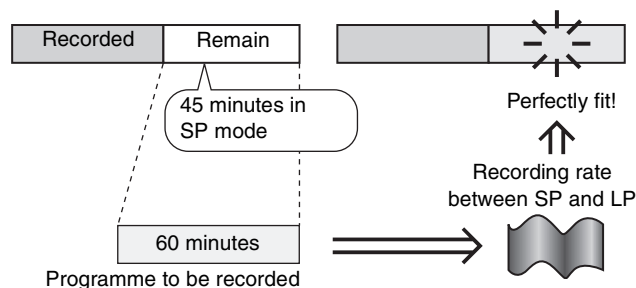 Recorded
Remain
45 minutes in
SP mode
60 minutes
Programme to be recorded
Perfectly fit!
Recording rate
between SP and LP